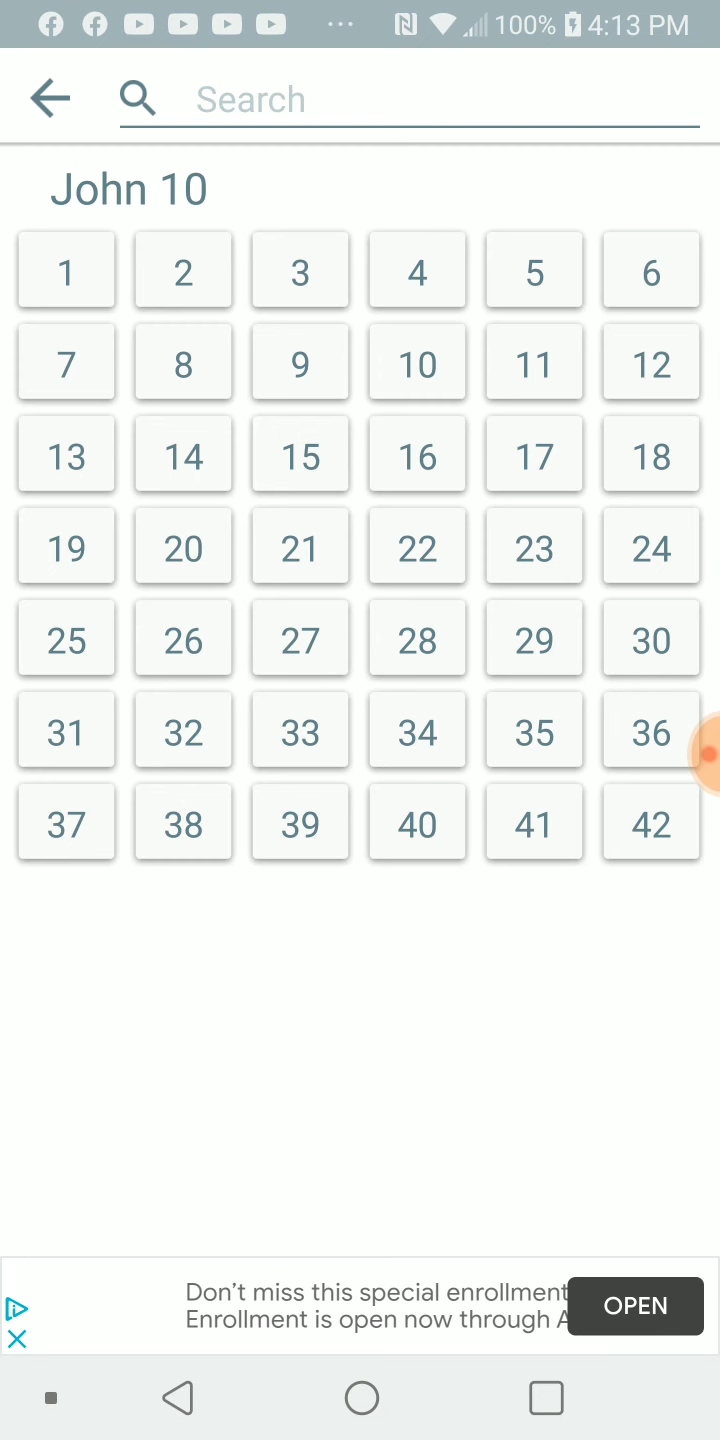 100% 4:13 PM
Search
John 10
1 2 3 4 5 6
7 8 9 10 11 12
13 14 15 16 17 18
19 20 21 22 23 24
25 26 27 28 29 30
31 32 33 34 35 36
37 38 39 40 41 42
Don’t miss this special enrollment
Enrollment is open now through A
OPEN